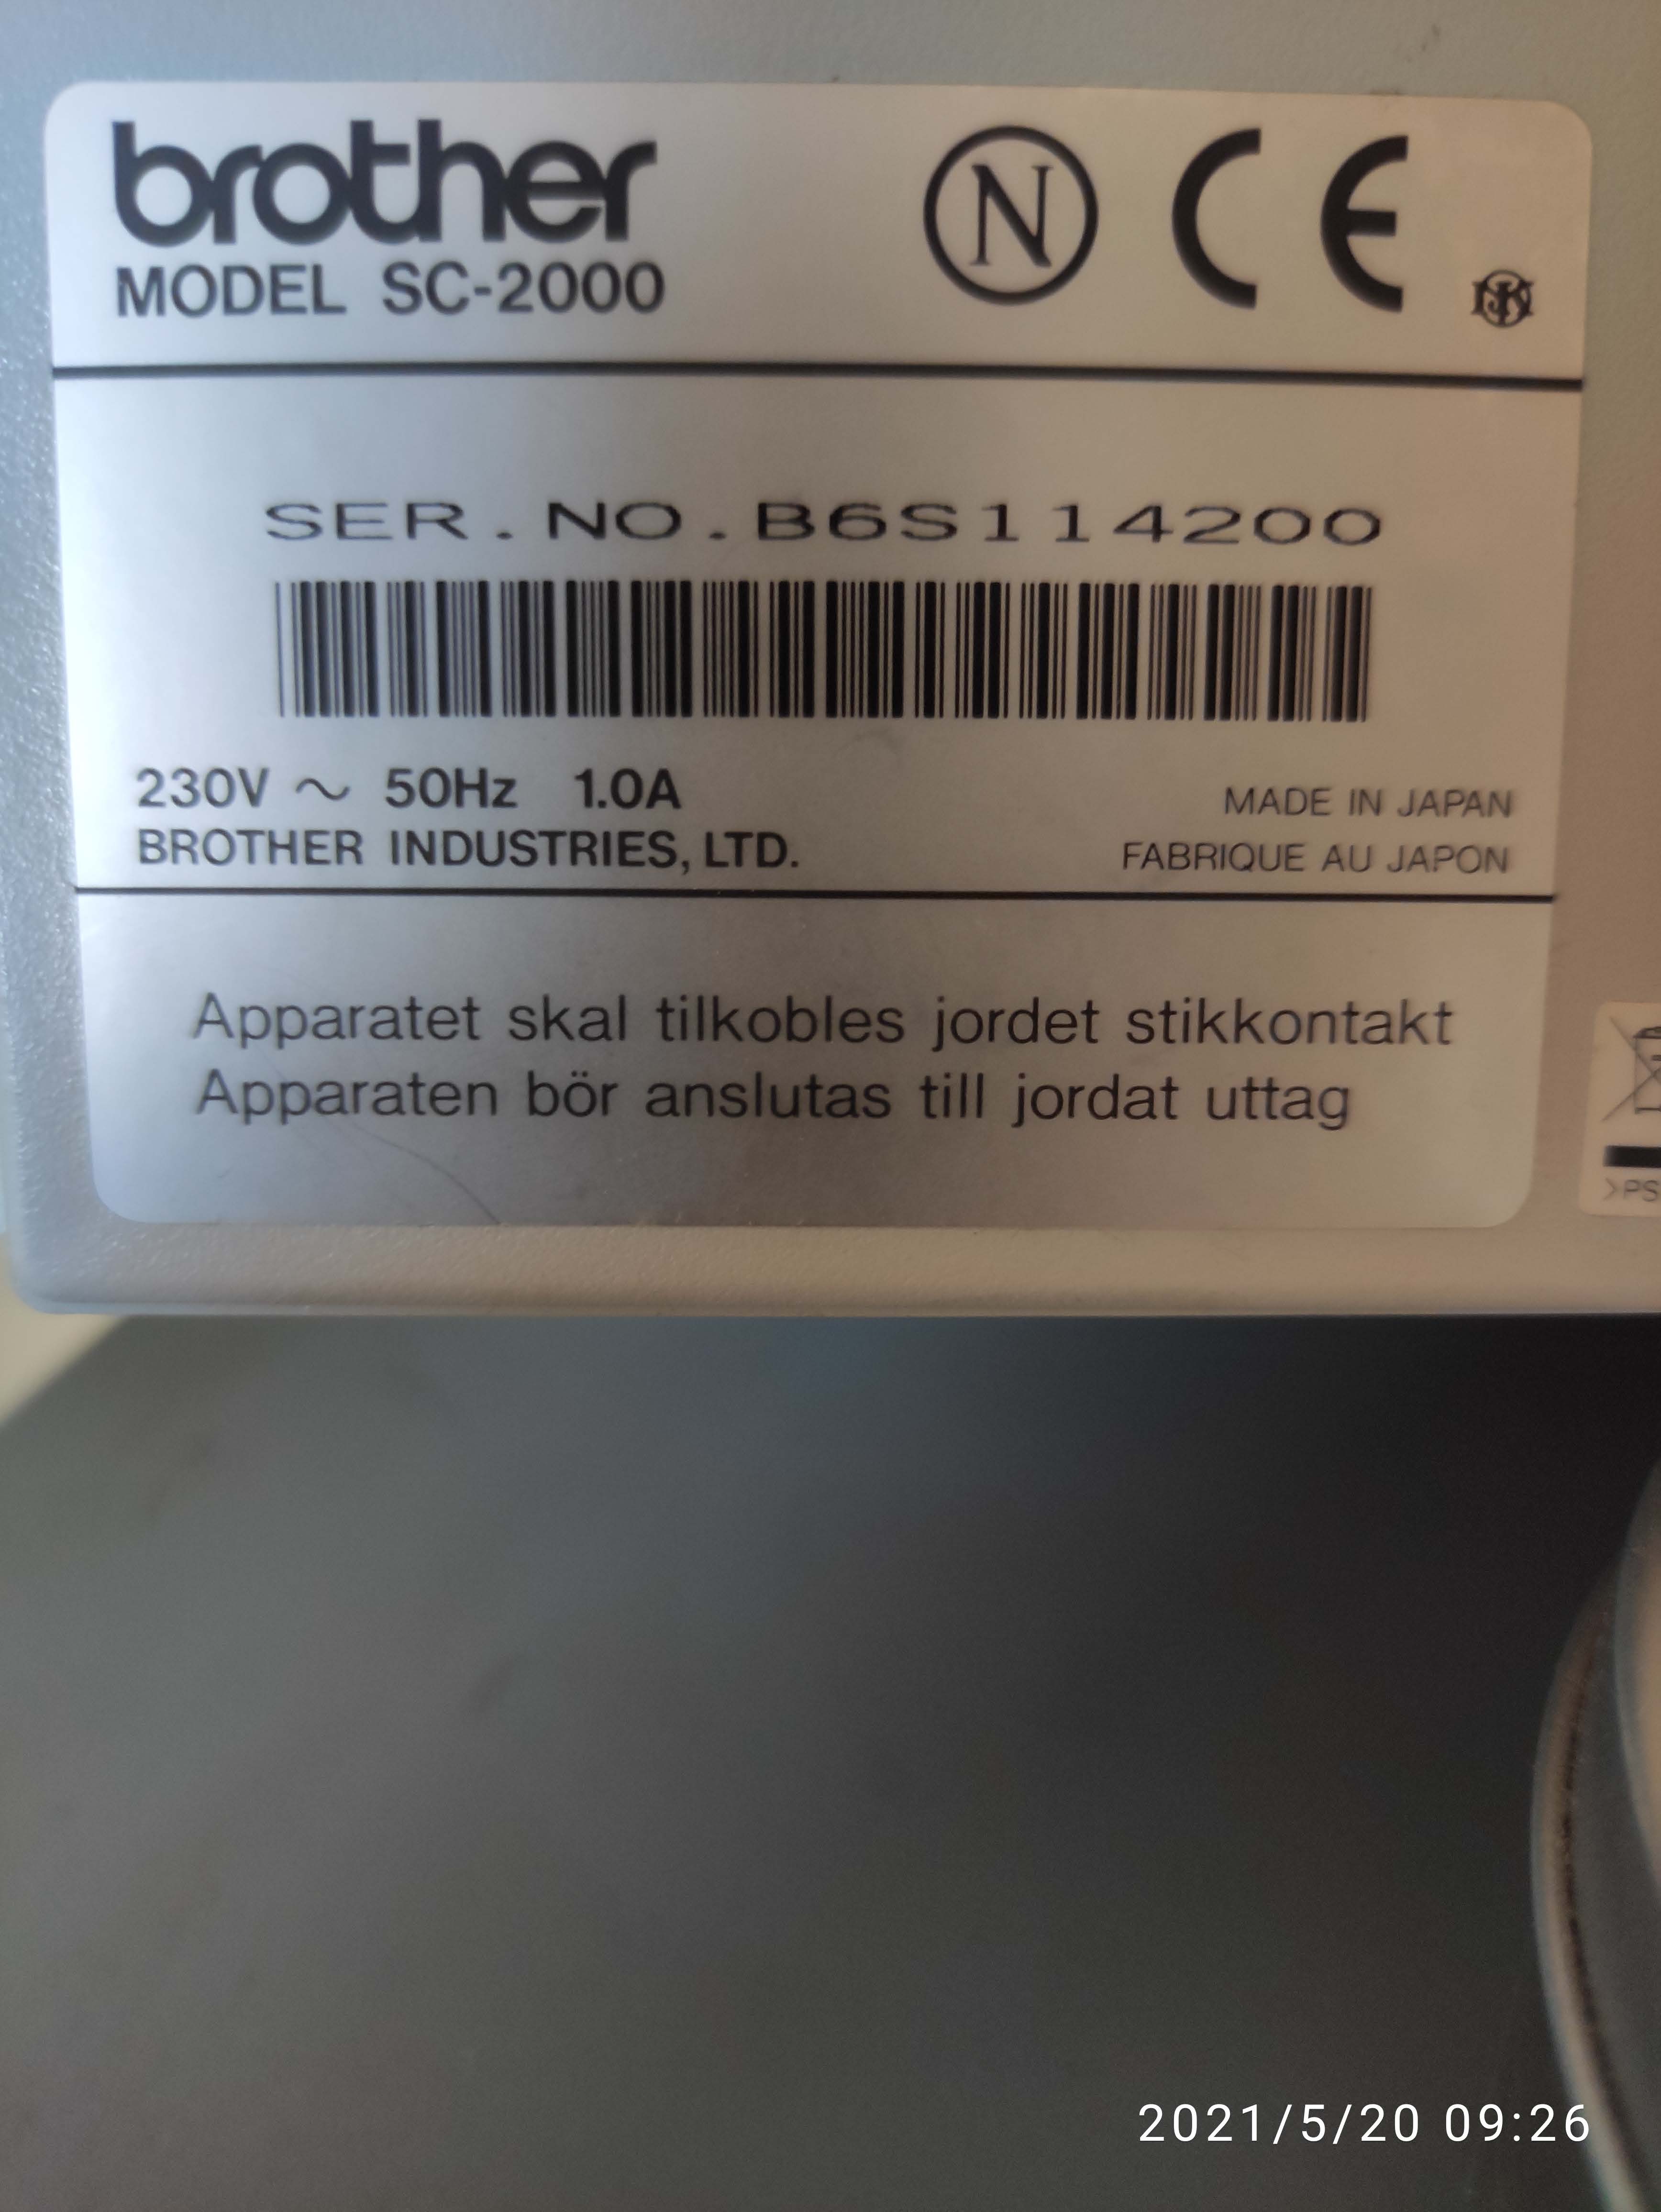 brother
N CE
MODEL SC-2000
SER.NO.B6S114200
230V ~ 50Hz 1.0A
MADE IN JAPAN
BROTHER INDUSTRIES, LTD.
FABRIQUE AU JAPON
Apparatet skal tilkobles jordet stikkontakt
Apparaten bör anslutas till jordat uttag
>PS
2021/5/20 09:26